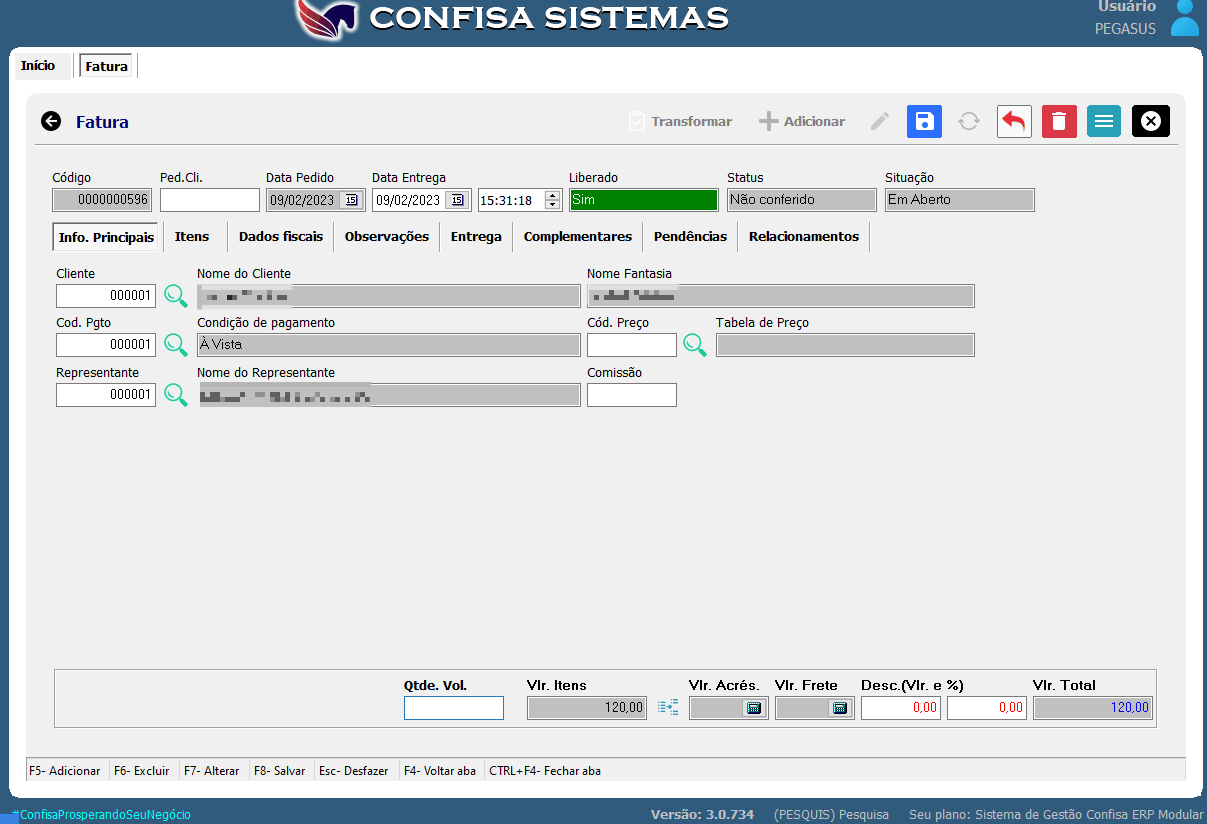 CONFISA SISTEMAS
Usuário
PEGASUS
Início Fatura
Fatura Transformar Adicionar
Código Ped.Cli. Data Pedido Data Entrega Liberado Status Situação
0000000596 09/02/2023 15 09/02/2023 15 15:31:18 Sim Não conferido Em Aberto
Info. Principais Itens Dados fiscais Observações Entrega Complementares Pendências Relacionamentos
Cliente Nome do Cliente Nome Fantasia
000001
Cod. Pgto Condição de pagamento Cód. Preço Tabela de Preço
000001 À Vista
Representante Nome do Representante Comissão
000001
Qtde. Vol. Vlr. Itens Vlr. Acrés. Vlr. Frete Desc.(Vlr. e %) Vlr. Total
120,00 0,00 0,00 120,00
F5- Adicionar F6- Excluir F7- Alterar F8- Salvar Esc- Desfazer F4- Voltar aba CTRL+F4- Fechar aba
#ConfisaProsperandoSeuNegócio Versão: 3.0.734 (PESQUIS) Pesquisa Seu plano: Sistema de Gestão Confisa ERP Modular